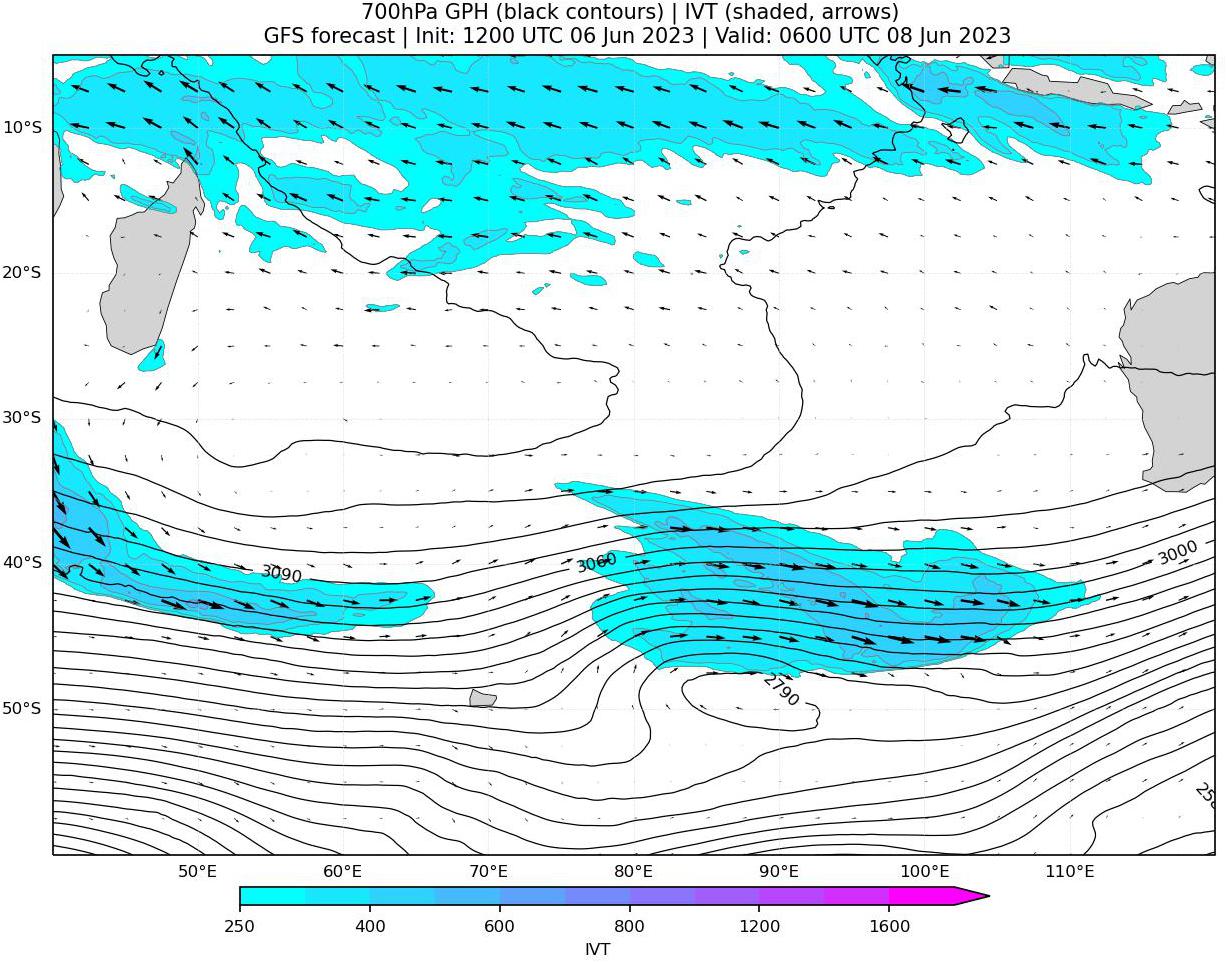 700hPa GPH (black contours) | IVT (shaded, arrows)
GFS forecast | Init: 1200 UTC 06 Jun 2023 | Valid: 0600 UTC 08 Jun 2023
10°S
20°S
30°S
3060
3000
40°S
3090
2790
50°S
50°E 60°E 70°E 80°E 90°E 100°E 110°E
250 400 600 800 1200 1600
IVT